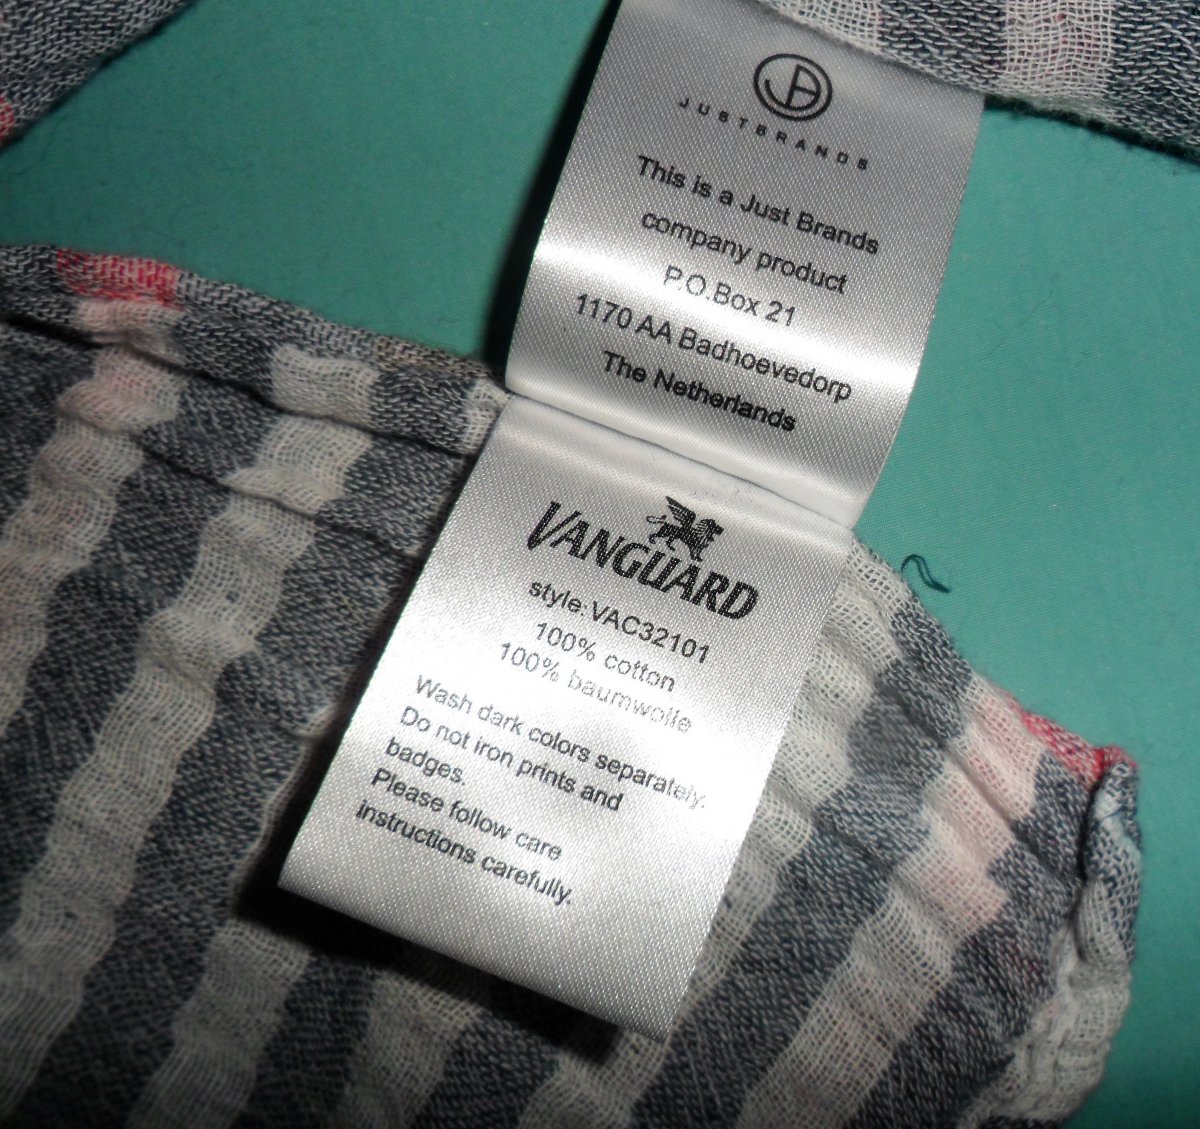 JUSTBRANDS
This is a Just Brands
company product
P.O.Box 21
1170 AA Badhoevedorp
The Netherlands
VANGUARD
style:VAC32101
100% cotton
100% baumwolle
Wash dark colors separately.
Do not iron prints and
badges.
Please follow care
instructions carefully.